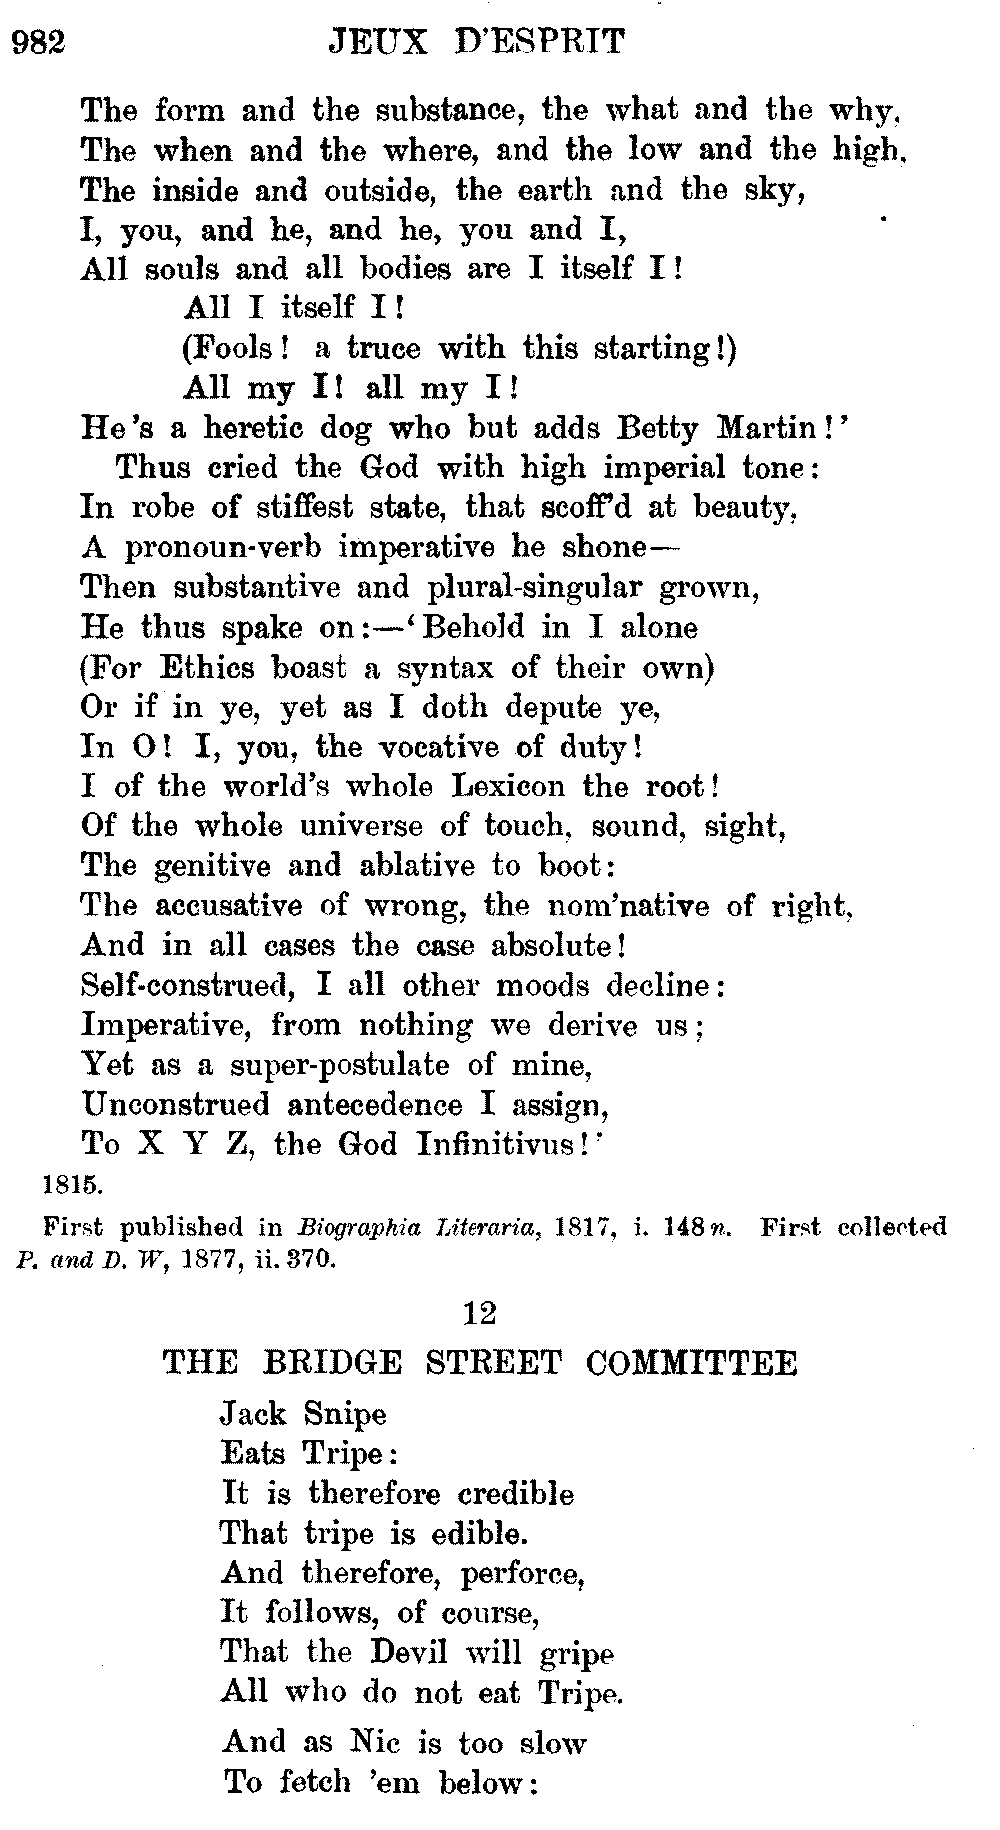 982 JEUX D'ESPRIT
The form and the substance, the what and the why,
The when and the where, and the low and the high,
The inside and outside, the earth and the sky,
I, you, and he, and he, you and I,
All souls and all bodies are I itself I!
All I itself I!
(Fools! a truce with this starting!)
All my I! all my I!
He's a heretic dog who but adds Betty Martin!'
Thus cried the God with high imperial tone:
In robe of stiffest state, that scoff'd at beauty,
A pronoun-verb imperative he shone—
Then substantive and plural-singular grown,
He thus spake on:—'Behold in I alone
(For Ethics boast a syntax of their own)
Or if in ye, yet as I doth depute ye,
In O! I, you, the vocative of duty!
I of the world's whole Lexicon the root!
Of the whole universe of touch, sound, sight,
The genitive and ablative to boot:
The accusative of wrong, the nom'native of right,
And in all cases the case absolute!
Self-construed, I all other moods decline:
Imperative, from nothing we derive us;
Yet as a super-postulate of mine,
Unconstrued antecedence I assign,
To X Y Z, the God Infinitivus!'
1815.
First published in Biographia Literaria, 1817, i. 148 n. First collected
P. and D. W, 1877, ii. 370.
12
THE BRIDGE STREET COMMITTEE
Jack Snipe
Eats Tripe:
It is therefore credible
That tripe is edible.
And therefore, perforce,
It follows, of course,
That the Devil will gripe
All who do not eat Tripe.
And as Nic is too slow
To fetch 'em below: